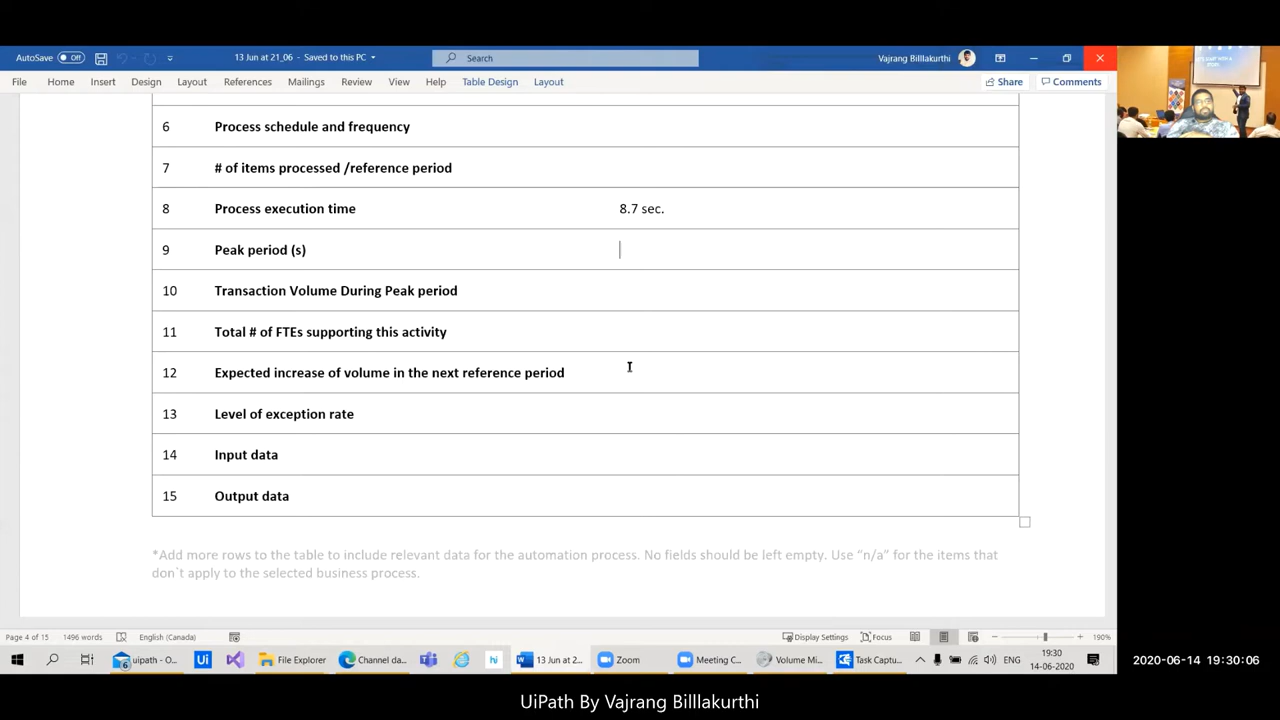 AutoSave Off 13 Jun at 21_06 - Saved to this PC Search Vajrang Billlakurthi
File Home Insert Design Layout References Mailings Review View Help Table Design Layout Share Comments
6 Process schedule and frequency
7 # of items processed /reference period
8 Process execution time 8.7 sec.
9 Peak period (s)
10 Transaction Volume During Peak period
11 Total # of FTEs supporting this activity
12 Expected increase of volume in the next reference period
13 Level of exception rate
14 Input data
15 Output data
*Add more rows to the table to include relevant data for the automation process. No fields should be left empty. Use “n/a” for the items that
don`t apply to the selected business process.
Page 4 of 15 1496 words English (Canada) Display Settings Focus 190%
uipath - O... Ui File Explorer Channel da... hi 13 Jun at 2... Zoom Meeting C... Volume Mi... Task Captu... ENG 19:30
14-06-2020
2020-06-14 19:30:06
UiPath By Vajrang Billlakurthi